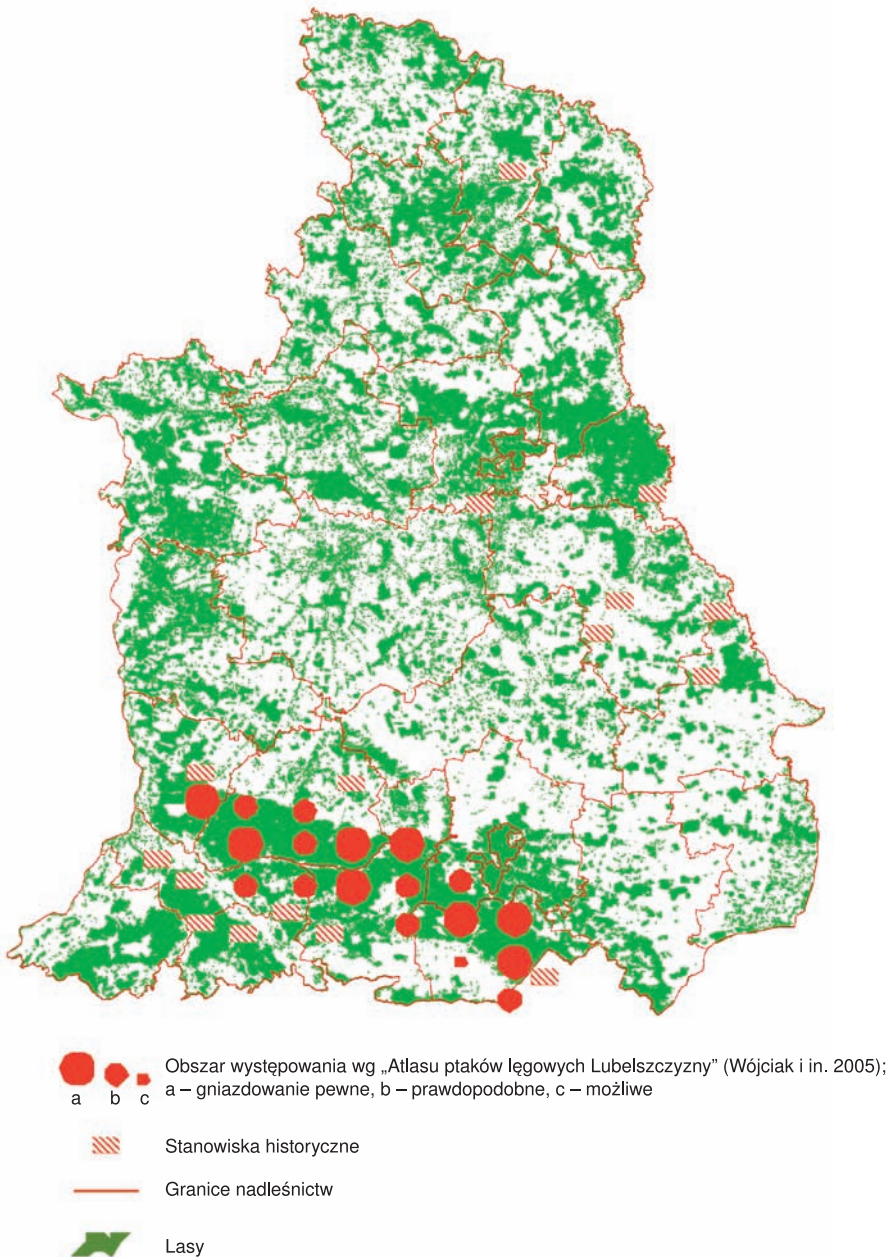 Obszar występowania wg „Atlasu ptaków lęgowych Lubelszczyzny” (Wójciak i in. 2005);
a b c a – gniazdowanie pewne, b – prawdopodobne, c – możliwe
Stanowiska historyczne
Granice nadleśnictw
Lasy